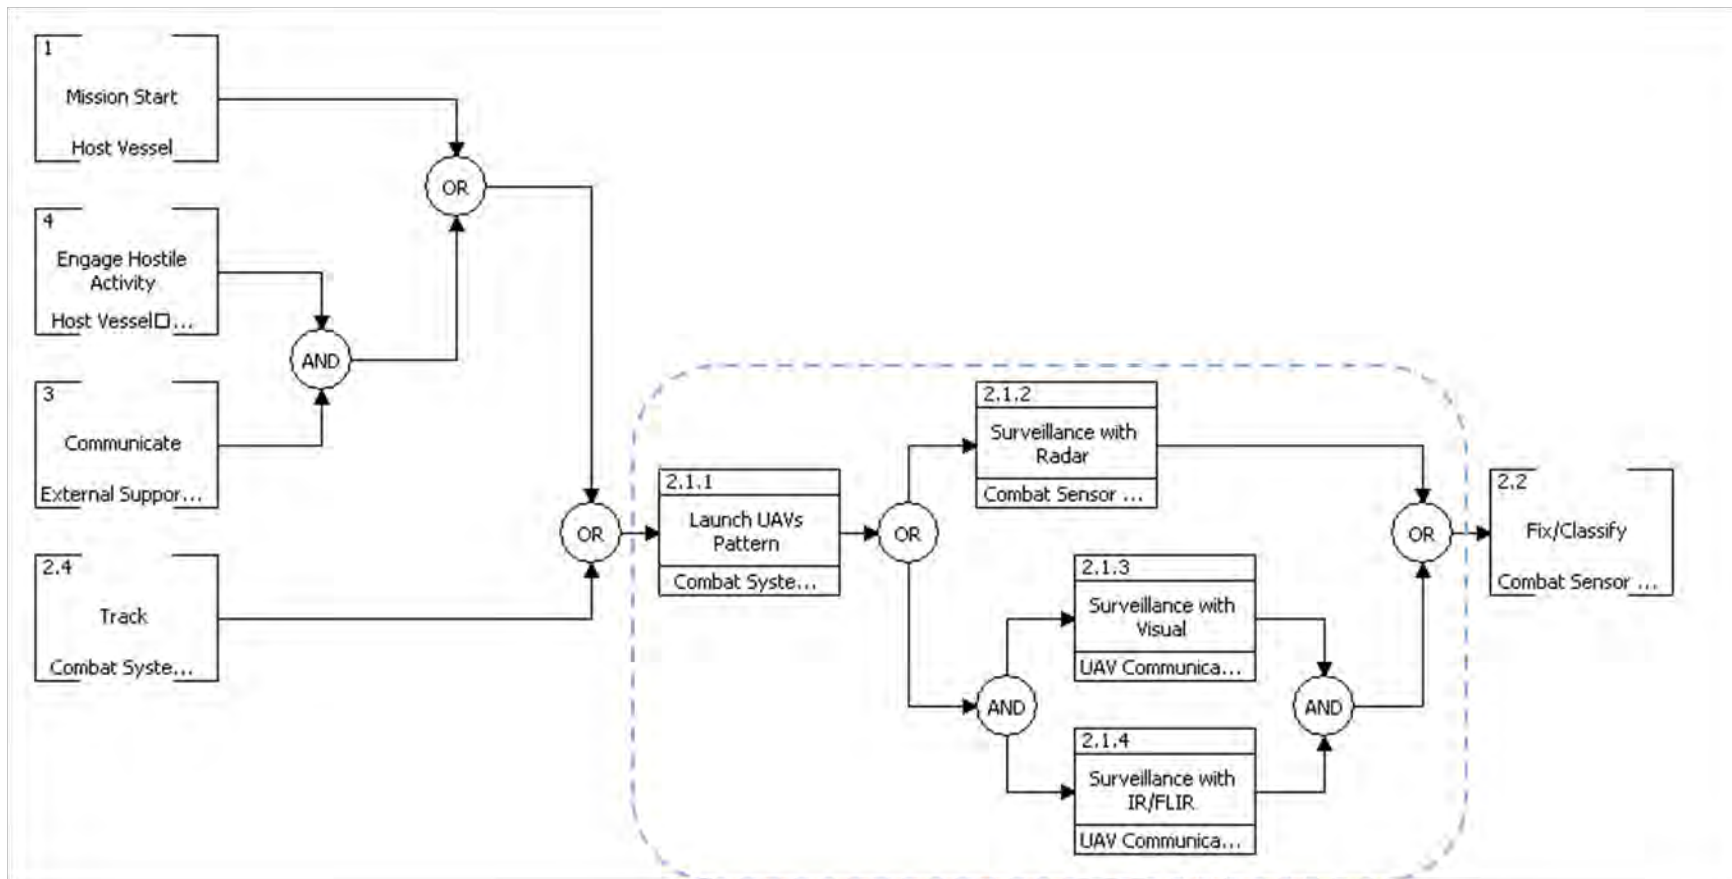 1
Mission Start
Host Vessel
OR
4
Engage Hostile
Activity
Host Vessel□...
AND
3
Communicate
External Suppor...
2.4
Track
Combat Syste...
OR
2.1.1
Launch UAVs
Pattern
Combat Syste...
OR
2.1.2
Surveillance with
Radar
Combat Sensor ...
2.1.3
Surveillance with
Visual
UAV Communica...
AND
2.1.4
Surveillance with
IR/FLIR
UAV Communica...
AND
OR
2.2
Fix/Classify
Combat Sensor ...